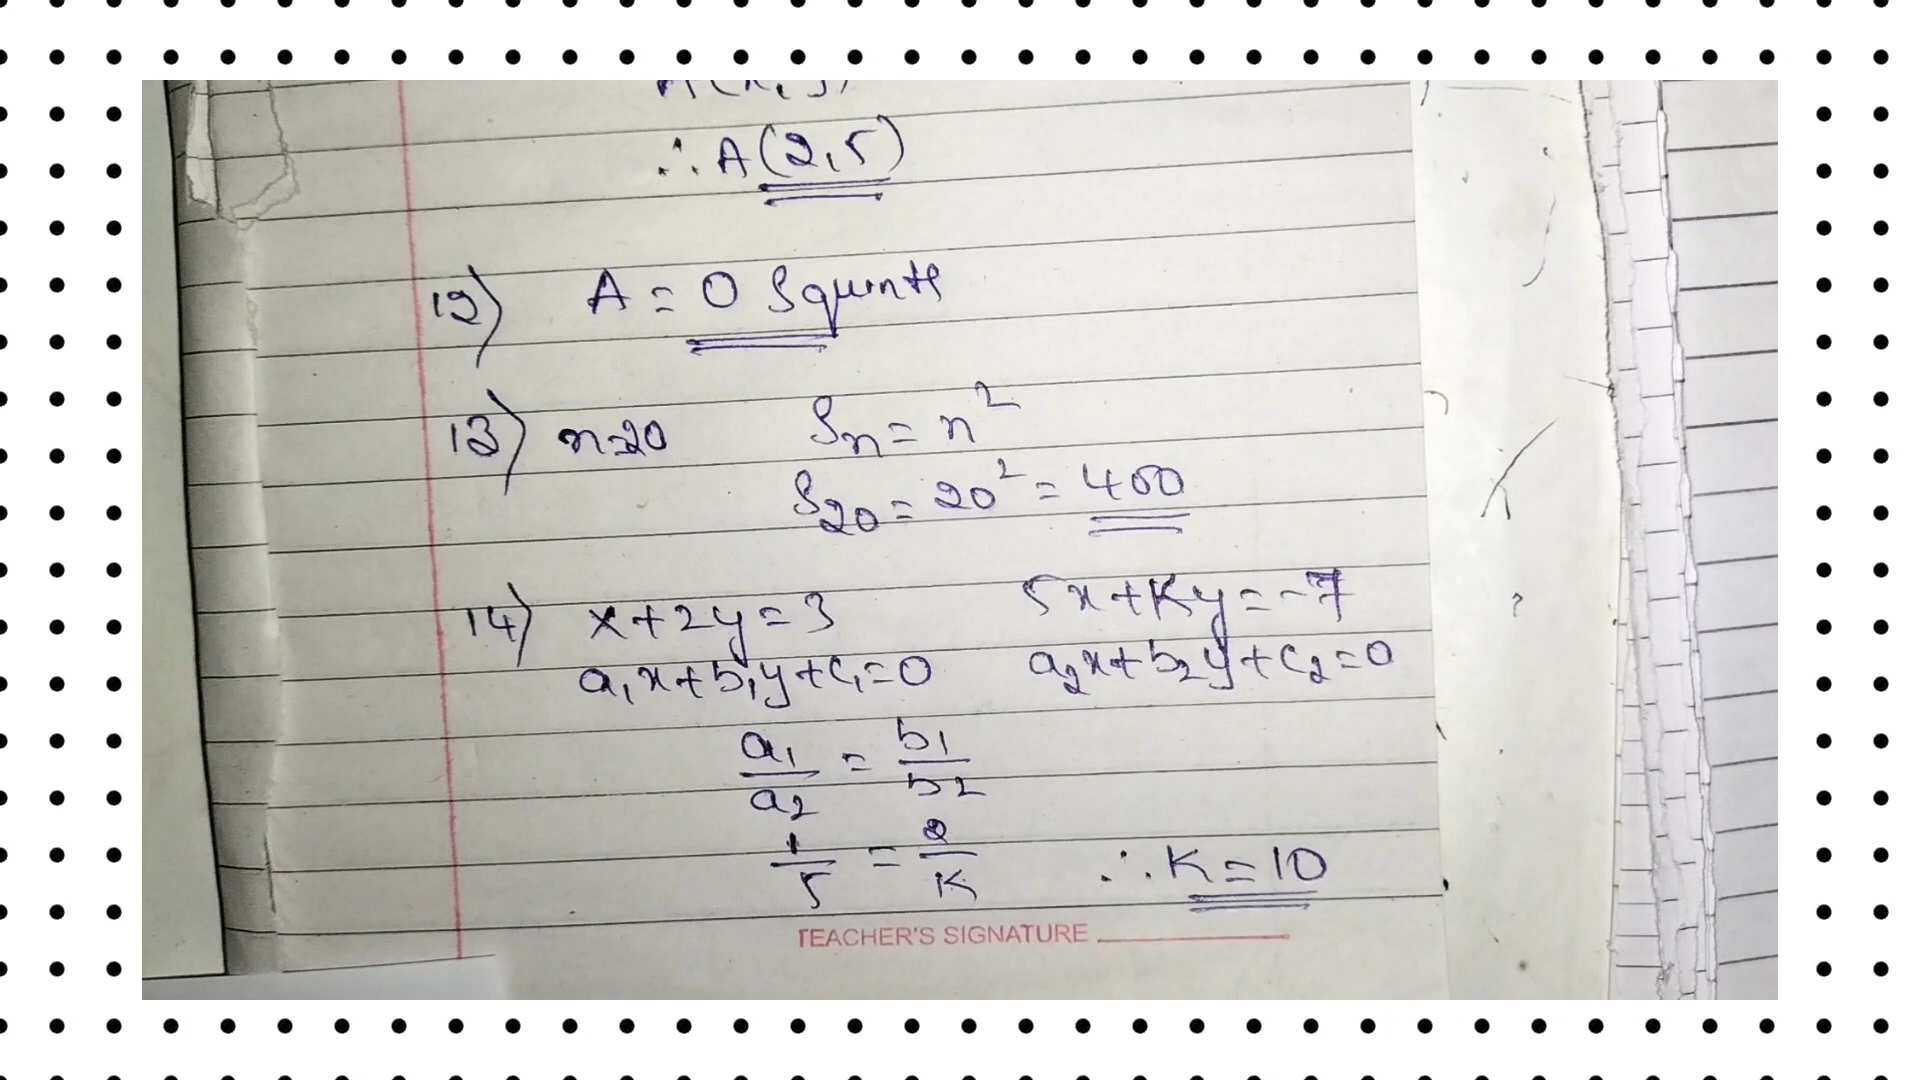 ∴ A(2,5)
12) A = 0 Squnts
13) n=20 Sₙ = n²
S₂₀ = 20² = 400
14) x+2y=3 5x+Ky=-7
a₁x+b₁y+c₁=0 a₂x+b₂y+c₂=0
a₁/a₂ = b₁/b₂
1/5 = 2/K ∴ K=10
TEACHER'S SIGNATURE